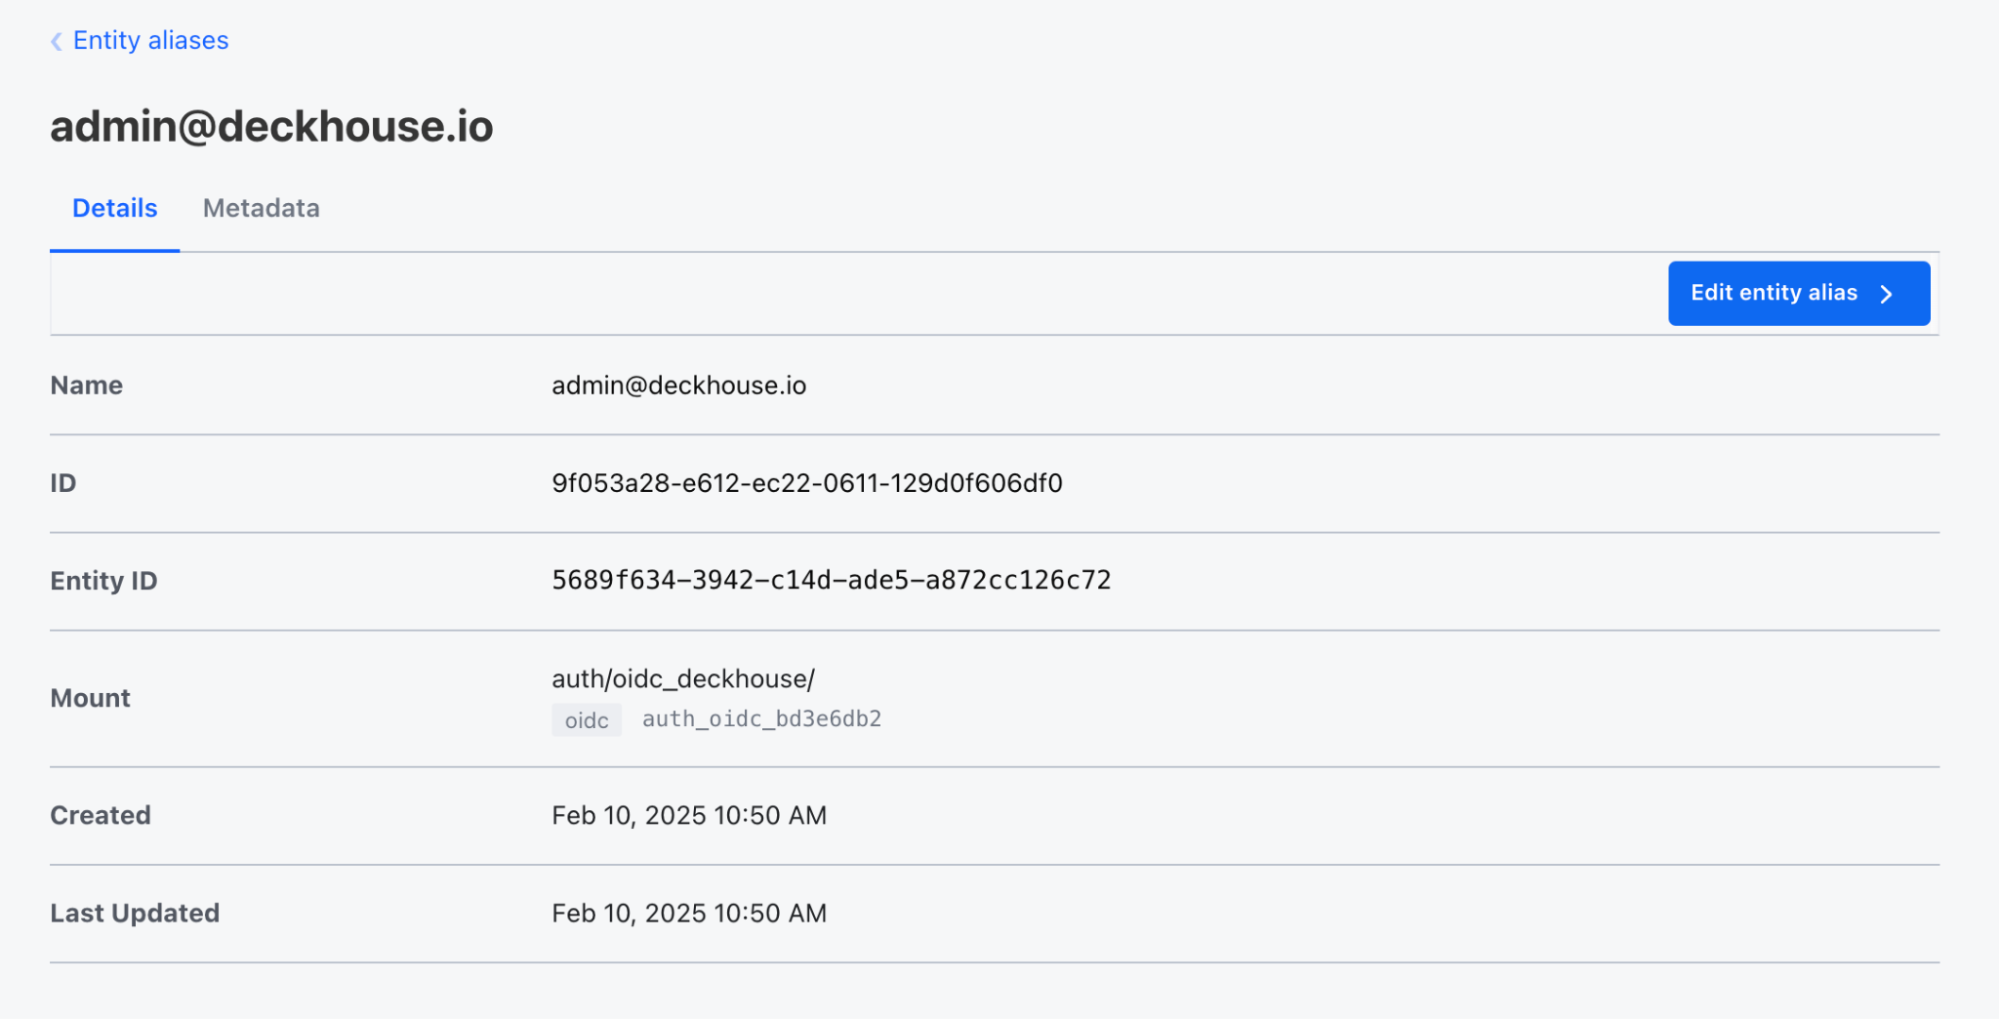 Entity aliases
admin@deckhouse.io
Details Metadata
Edit entity alias
Name admin@deckhouse.io
ID 9f053a28-e612-ec22-0611-129d0f606df0
Entity ID 5689f634-3942-c14d-ade5-a872cc126c72
Mount auth/oidc_deckhouse/
oidc auth_oidc_bd3e6db2
Created Feb 10, 2025 10:50 AM
Last Updated Feb 10, 2025 10:50 AM